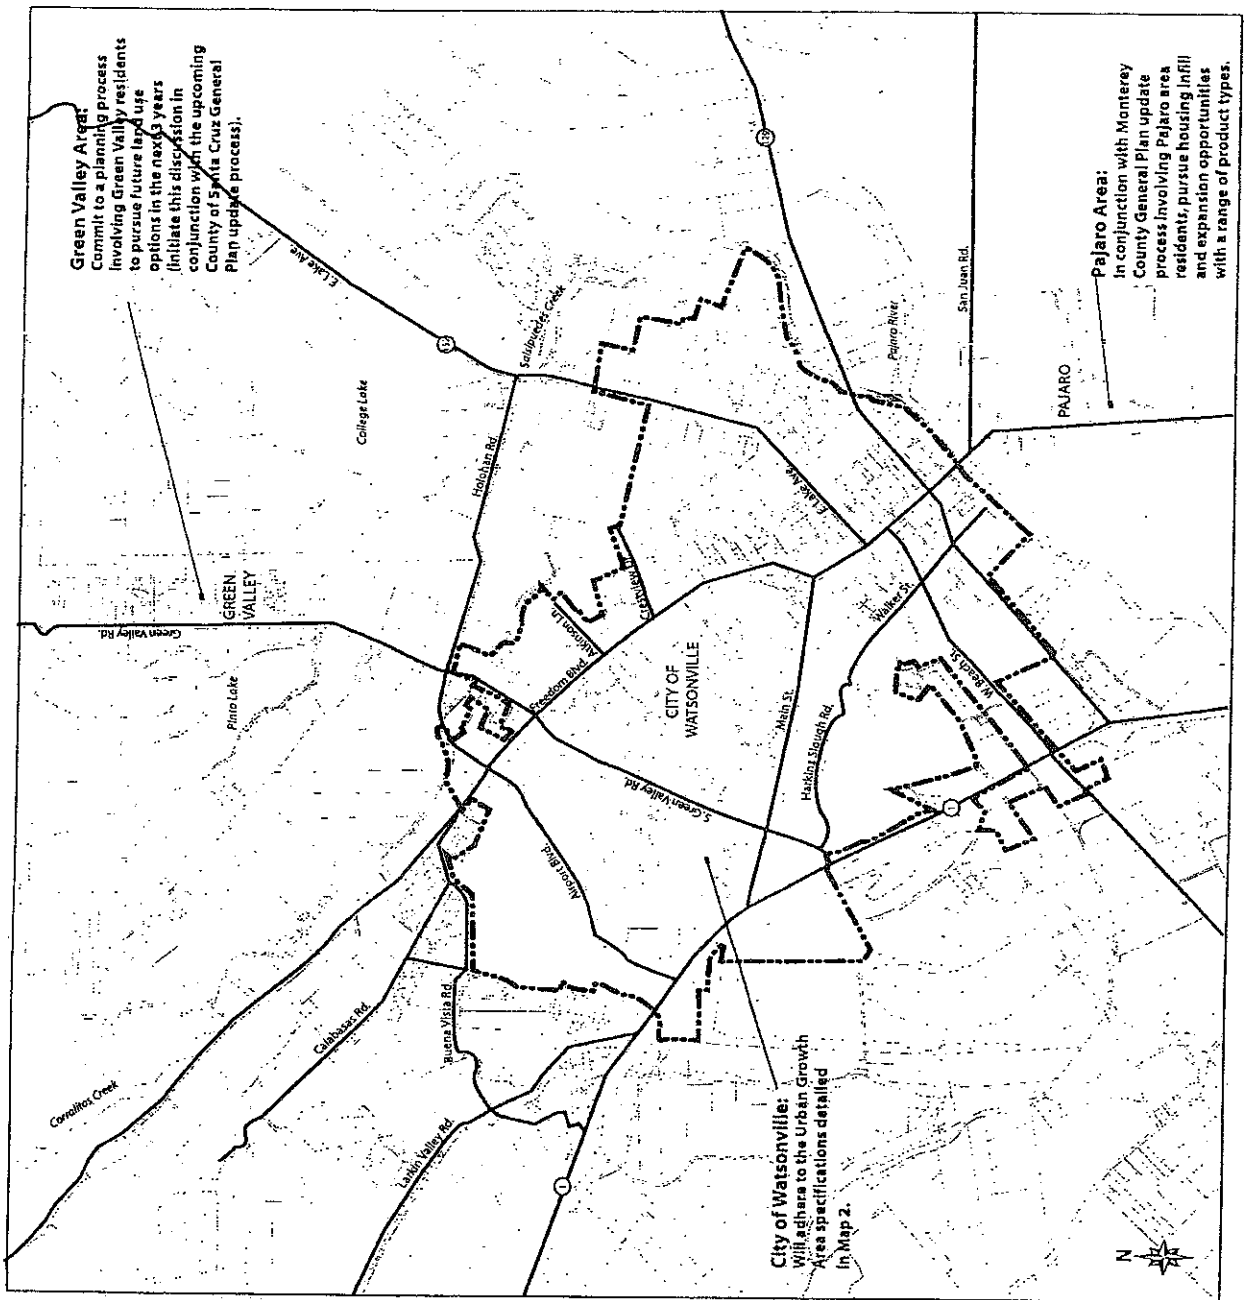 Green Valley Area:
Commit to a planning process
Involving Green Valley residents
to pursue future land use
options in the next 3 years
(initiate this discussion in
conjunction with the upcoming
County of Santa Cruz General
Plan update process).
Pajaro Area:
In conjunction with Monterey
County General Plan update
process involving Pajaro area
residents, pursue housing infill
and expansion opportunities
with a range of product types.
City of Watsonville:
Will adhere to the Urban Growth
Area specifications detailed
in Map 2.
GREEN
VALLEY
CITY OF
WATSONVILLE
PAJARO
Corralitos Creek
Calabasas Rd.
Buena Vista Rd.
Larkin Valley Rd.
1
Airport Blvd.
Pinto Lake
Green Valley Rd.
College Lake
E. Lake Ave.
152
Salsipuedes Creek
Holohan Rd
Atkinson Ln.
Crestview Dr.
Freedom Blvd.
S. Green Valley Rd.
Main St.
Harkins Slough Rd.
Walker St.
E. Lake Ave.
W. Beach St.
1
129
Pajaro River
San Juan Rd.
N